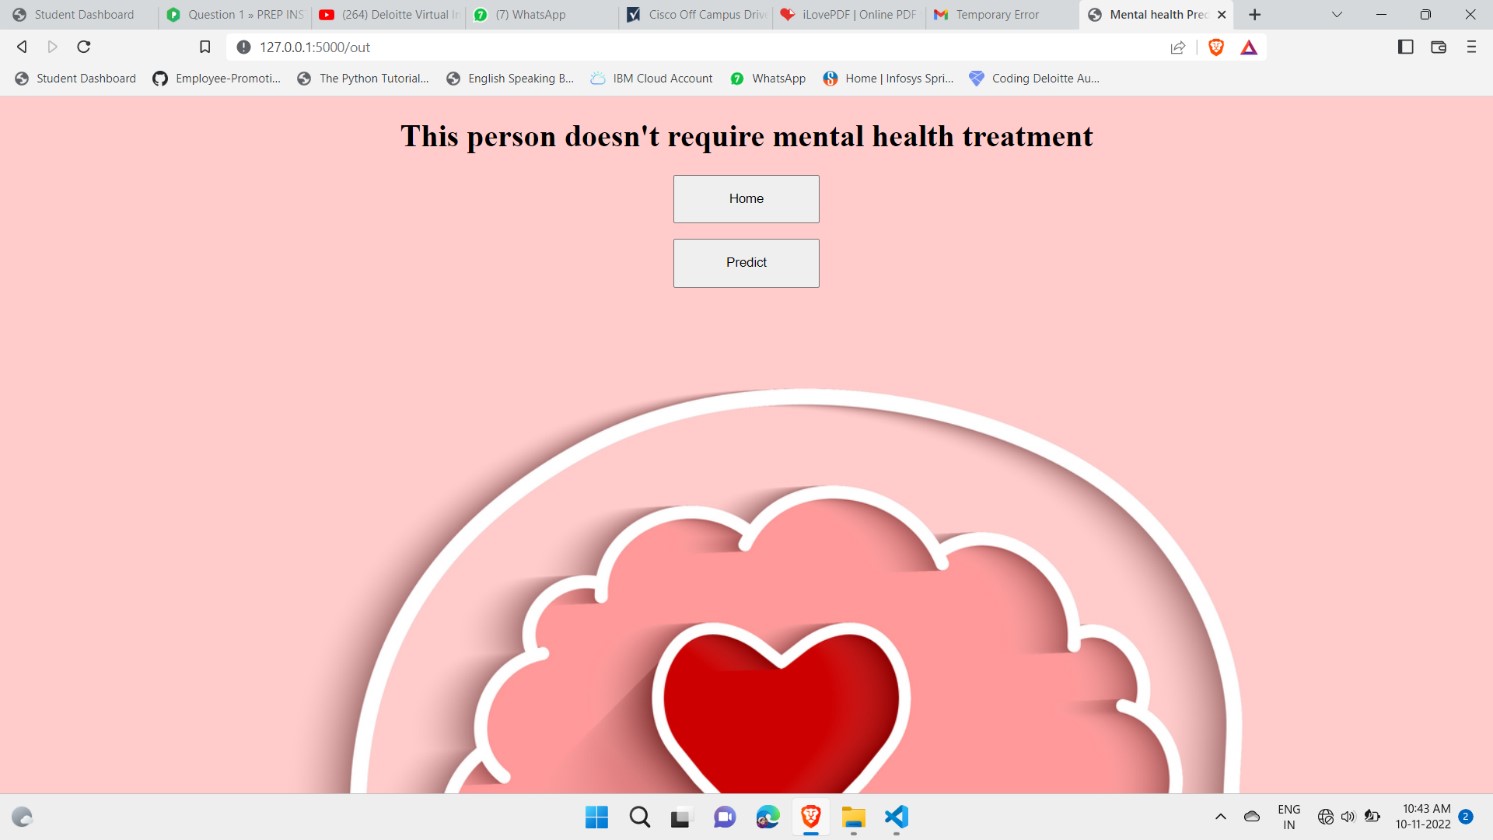 Student Dashboard
Question 1 » PREP INS
(264) Deloitte Virtual In
(7) WhatsApp
Cisco Off Campus Drive
iLovePDF | Online PDF
Temporary Error
Mental health Pred
127.0.0.1:5000/out
Student Dashboard
Employee-Promoti...
The Python Tutorial...
English Speaking B...
IBM Cloud Account
7
WhatsApp
Home | Infosys Spri...
Coding Deloitte Au...
This person doesn't require mental health treatment
Home
Predict
ENG
IN
10:43 AM
10-11-2022
2